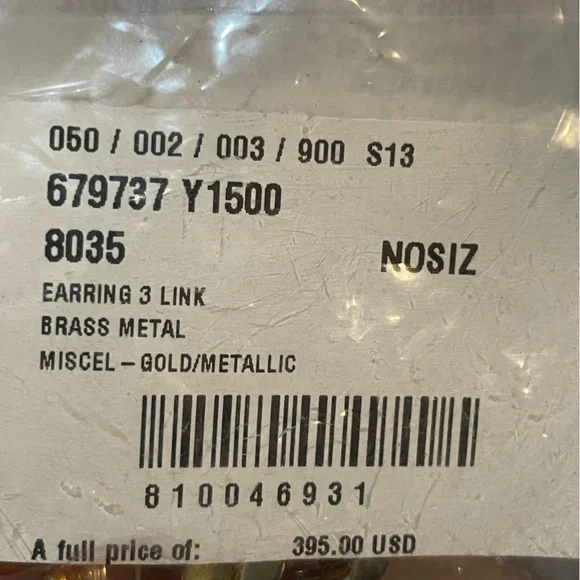 050 / 002 / 003 / 900 S13
679737 Y1500
8035 NOSIZ
EARRING 3 LINK
BRASS METAL
MISCEL – GOLD/METALLIC
810046931
A full price of: 395.00 USD